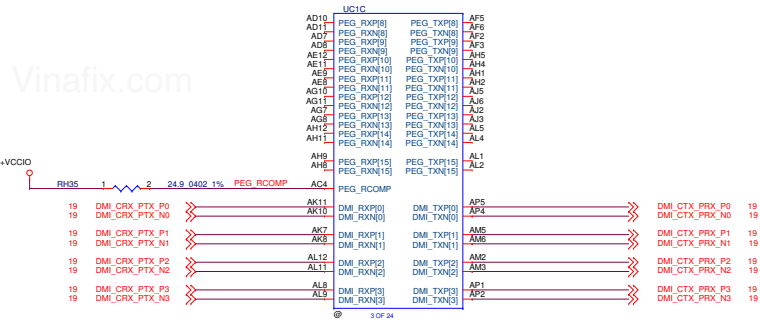 UC1C
AD10 PEG_RXP[8] PEG_TXP[8] AF5
AD11 PEG_RXN[8] PEG_TXN[8] AF6
AD7 PEG_RXP[9] PEG_TXP[9] AF2
AD8 PEG_RXN[9] PEG_TXN[9] AF3
AE12 PEG_RXP[10] PEG_TXP[10] AH5
AE11 PEG_RXN[10] PEG_TXN[10] AH4
AE9 PEG_RXP[11] PEG_TXP[11] AH1
AE8 PEG_RXN[11] PEG_TXN[11] AH2
AG10 PEG_RXP[12] PEG_TXP[12] AJ5
AG11 PEG_RXN[12] PEG_TXN[12] AJ6
AG7 PEG_RXP[13] PEG_TXP[13] AJ2
AG8 PEG_RXN[13] PEG_TXN[13] AJ3
AH12 PEG_RXP[14] PEG_TXP[14] AL5
AH11 PEG_RXN[14] PEG_TXN[14] AL4
Vinafix.com
AH9 PEG_RXP[15] PEG_TXP[15] AL1
AH8 PEG_RXN[15] PEG_TXN[15] AL2
+VCCIO
RH35 1 2 24.9 0402 1% PEG_RCOMP AC4 PEG_RCOMP
19 DMI_CRX_PTX_P0 AK11 DMI_RXP[0] DMI_TXP[0] AP5 DMI_CTX_PRX_P0 19
19 DMI_CRX_PTX_N0 AK10 DMI_RXN[0] DMI_TXN[0] AP4 DMI_CTX_PRX_N0 19
19 DMI_CRX_PTX_P1 AK7 DMI_RXP[1] DMI_TXP[1] AM5 DMI_CTX_PRX_P1 19
19 DMI_CRX_PTX_N1 AK8 DMI_RXN[1] DMI_TXN[1] AM6 DMI_CTX_PRX_N1 19
19 DMI_CRX_PTX_P2 AL12 DMI_RXP[2] DMI_TXP[2] AM2 DMI_CTX_PRX_P2 19
19 DMI_CRX_PTX_N2 AL11 DMI_RXN[2] DMI_TXN[2] AM3 DMI_CTX_PRX_N2 19
19 DMI_CRX_PTX_P3 AL8 DMI_RXP[3] DMI_TXP[3] AP1 DMI_CTX_PRX_P3 19
19 DMI_CRX_PTX_N3 AL9 DMI_RXN[3] DMI_TXN[3] AP2 DMI_CTX_PRX_N3 19
@ 3 OF 24